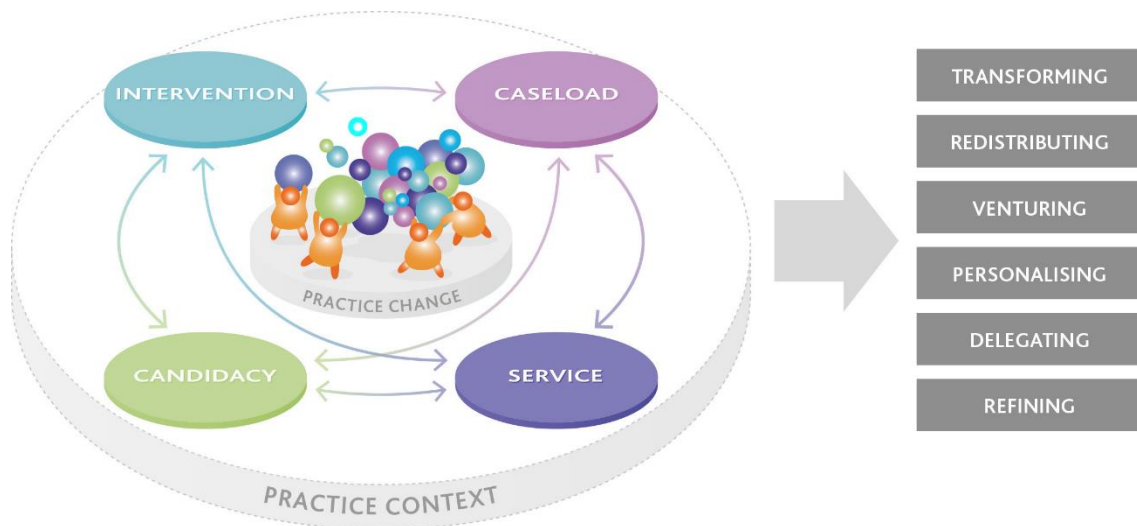 INTERVENTION
CASELOAD
PRACTICE CHANGE
CANDIDACY
SERVICE
PRACTICE CONTEXT
TRANSFORMING
REDISTRIBUTING
VENTURING
PERSONALISING
DELEGATING
REFINING